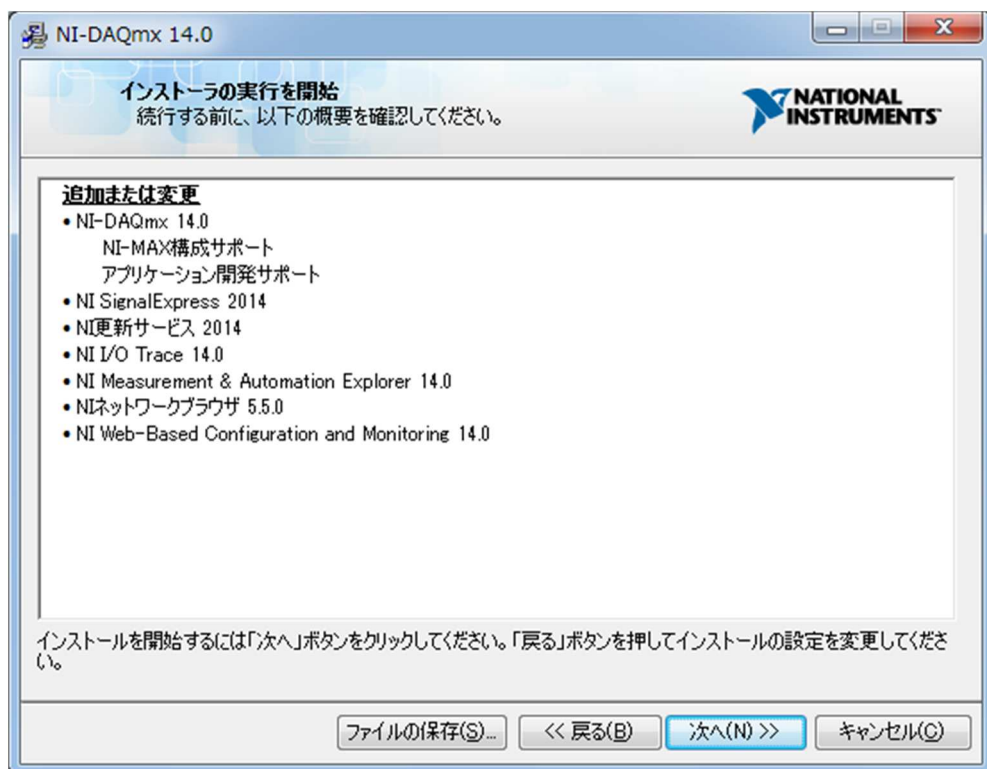 NI-DAQmx 14.0
インストーラの実行を開始
続行する前に、以下の概要を確認してください。
NATIONAL
INSTRUMENTS™
追加または変更
• NI-DAQmx 14.0
NI-MAX構成サポート
アプリケーション開発サポート
• NI SignalExpress 2014
• NI更新サービス 2014
• NI I/O Trace 14.0
• NI Measurement & Automation Explorer 14.0
• NIネットワークブラウザ 5.5.0
• NI Web-Based Configuration and Monitoring 14.0
インストールを開始するには「次へ」ボタンをクリックしてください。「戻る」ボタンを押してインストールの設定を変更してくださ
い。
ファイルの保存(S)...
<< 戻る(B)
次へ(N) >>
キャンセル(C)